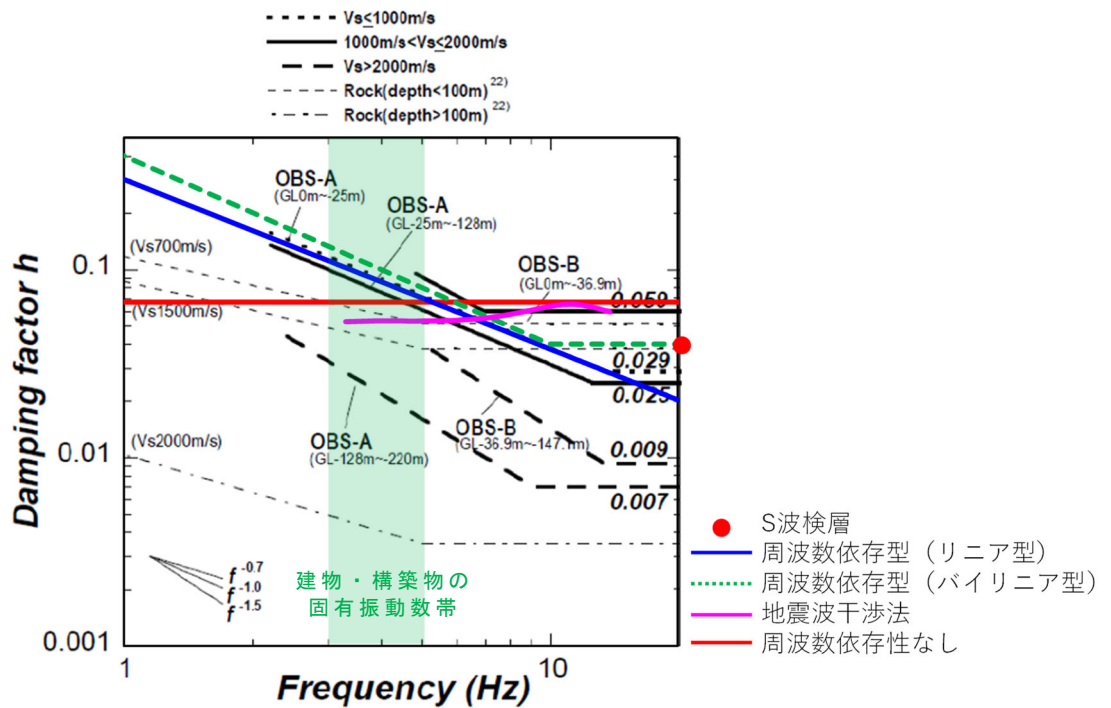 Vs≤1000m/s
1000m/s<Vs≤2000m/s
Vs>2000m/s
Rock(depth<100m) 22)
Rock(depth>100m) 22)
Damping factor h
0.1
0.01
0.001
OBS-A
(GL0m~-25m)
OBS-A
(GL-25m~-128m)
(Vs700m/s)
OBS-B
(GL0m~-36.9m)
(Vs1500m/s)
0.059
0.029
0.025
OBS-B
(GL-36.9m~-147.1m)
OBS-A
(GL-128m~-220m)
(Vs2000m/s)
0.009
0.007
f -0.7
f -1.0
f -1.5
建物・構築物の
固有振動数帯
1
10
Frequency (Hz)
S波検層
周波数依存型（リニア型）
周波数依存型（バイリニア型）
地震波干渉法
周波数依存性なし